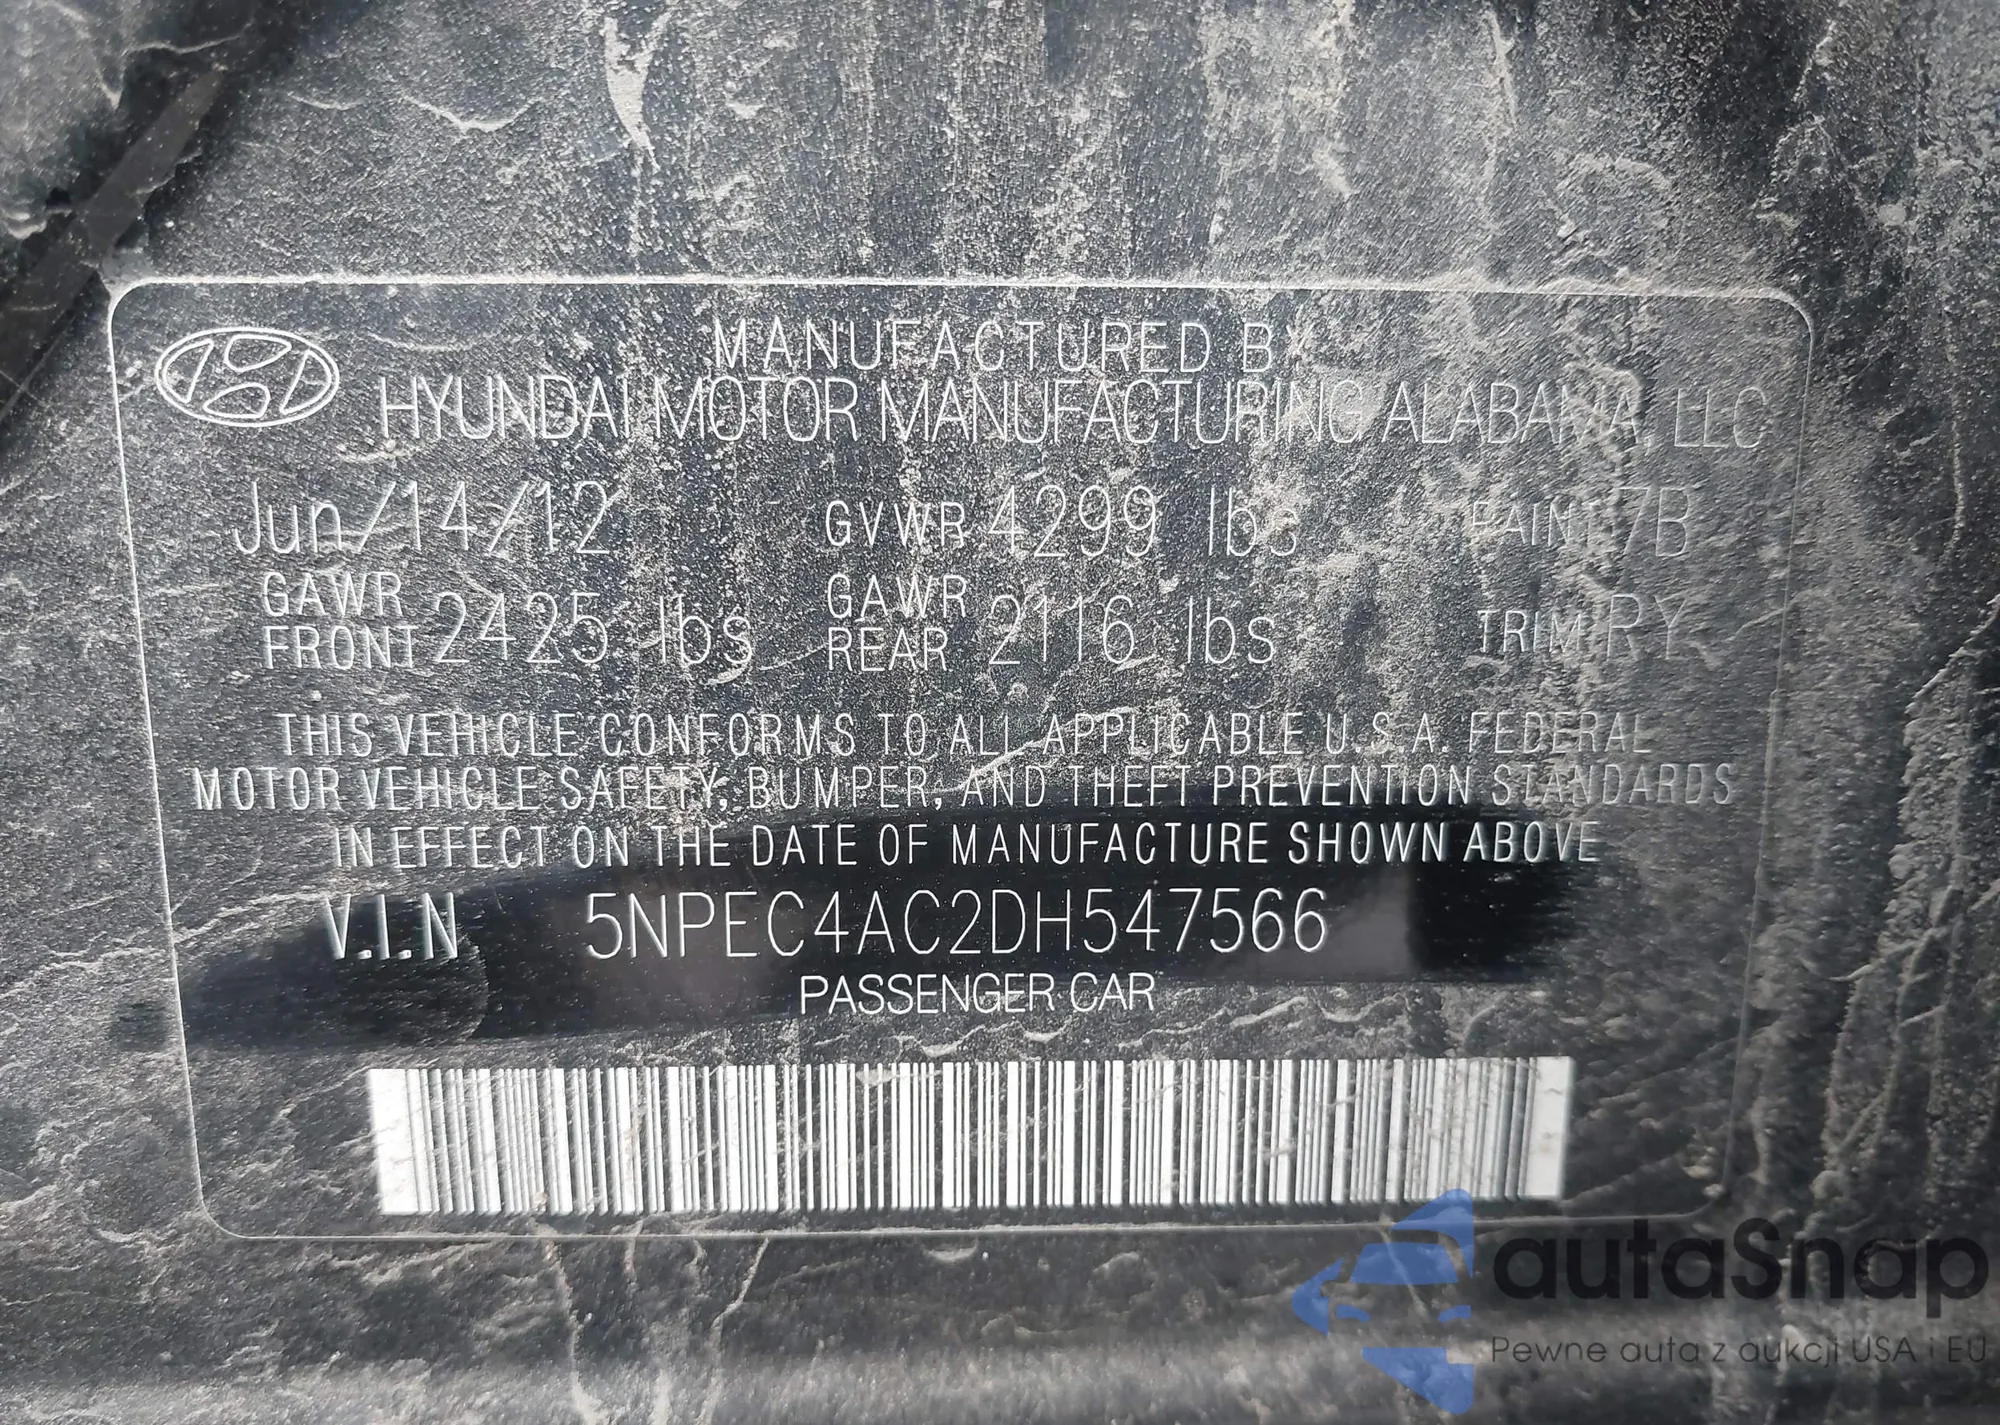 MANUFACTURED BY
HYUNDAI MOTOR MANUFACTURING ALABAMA, LLC
Jun/14/12 GVWR 4299 lbs PAINT 7B
GAWR FRONT 2425 lbs GAWR REAR 2116 lbs TRIM RY
THIS VEHICLE CONFORMS TO ALL APPLICABLE U.S.A. FEDERAL
MOTOR VEHICLE SAFETY, BUMPER, AND THEFT PREVENTION STANDARDS
IN EFFECT ON THE DATE OF MANUFACTURE SHOWN ABOVE
V.I.N 5NPEC4AC2DH547566
PASSENGER CAR
autaSnap
Pewne auta z aukcji USA i EU